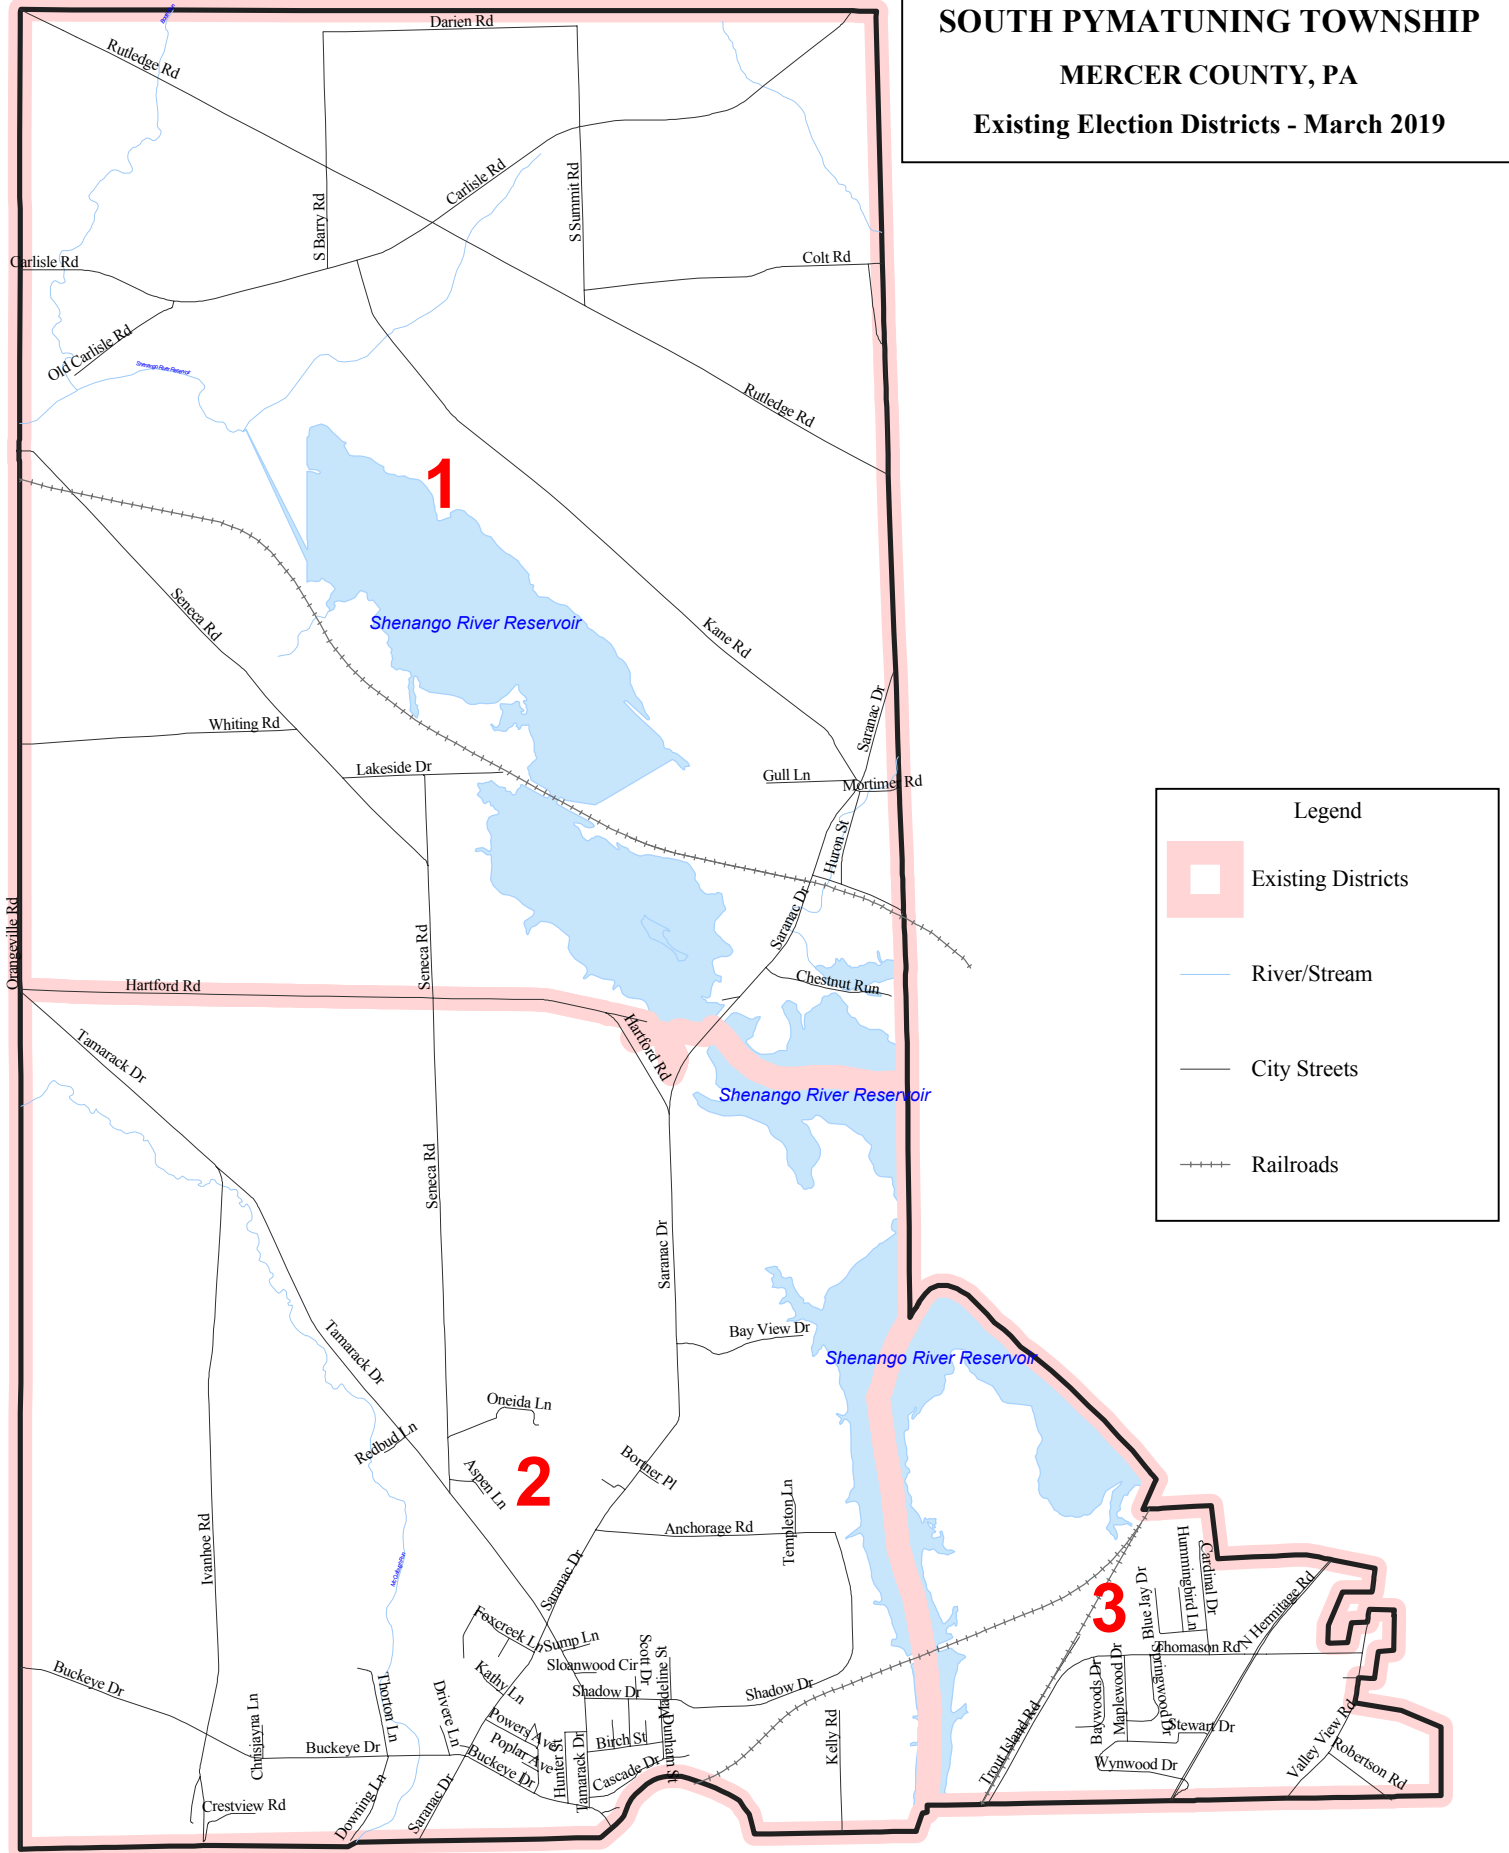 SOUTH PYMATUNING TOWNSHIP
MERCER COUNTY, PA
Existing Election Districts - March 2019
Darien Rd
Rutledge Rd
Carlisle Rd
S Barry Rd
S Summit Rd
Carlisle Rd
Colt Rd
Old Carlisle Rd
Shenango River Reservoir
Rutledge Rd
1
Seneca Rd
Shenango River Reservoir
Kane Rd
Saranac Dr
Whiting Rd
Lakeside Dr
Gull Ln
Mortimer Rd
Huron St
Legend
Existing Districts
River/Stream
City Streets
Railroads
Orangeville Rd
Seneca Rd
Saranac Dr
Hartford Rd
Chestnut Run
Hartford Rd
Tamarack Dr
Shenango River Reservoir
Seneca Rd
Saranac Dr
Bay View Dr
Tamarack Dr
Shenango River Reservoir
Oneida Ln
Redbud Ln
Aspen Ln
2
Bortner Pl
Templeton Ln
Anchorage Rd
Ivanhoe Rd
Saranac Dr
Hummingbird Ln
Cardinal Dr
Blue Jay Dr
3
N Hermitage Rd
Thomason Rd
Foxcreek Ln
Sump Ln
Scott Dr
Madeline St
Sloanwood Cir
Kathy Ln
Shadow Dr
Shadow Dr
Buckeye Dr
Thorton Ln
Drivere Ln
Chrisjayna Ln
Powers Ave
Poplar Ave
Birch St
Dunham St
Kelly Rd
Baywoods Dr
Maplewood Dr
Springwood Dr
Stewart Dr
Trout Island Rd
Valley View Rd
Robertson Rd
Wynwood Dr
Buckeye Dr
Buckeye Dr
Hunter St
Tamarack Dr
Cascade Dr
Crestview Rd
Downing Ln
Saranac Dr